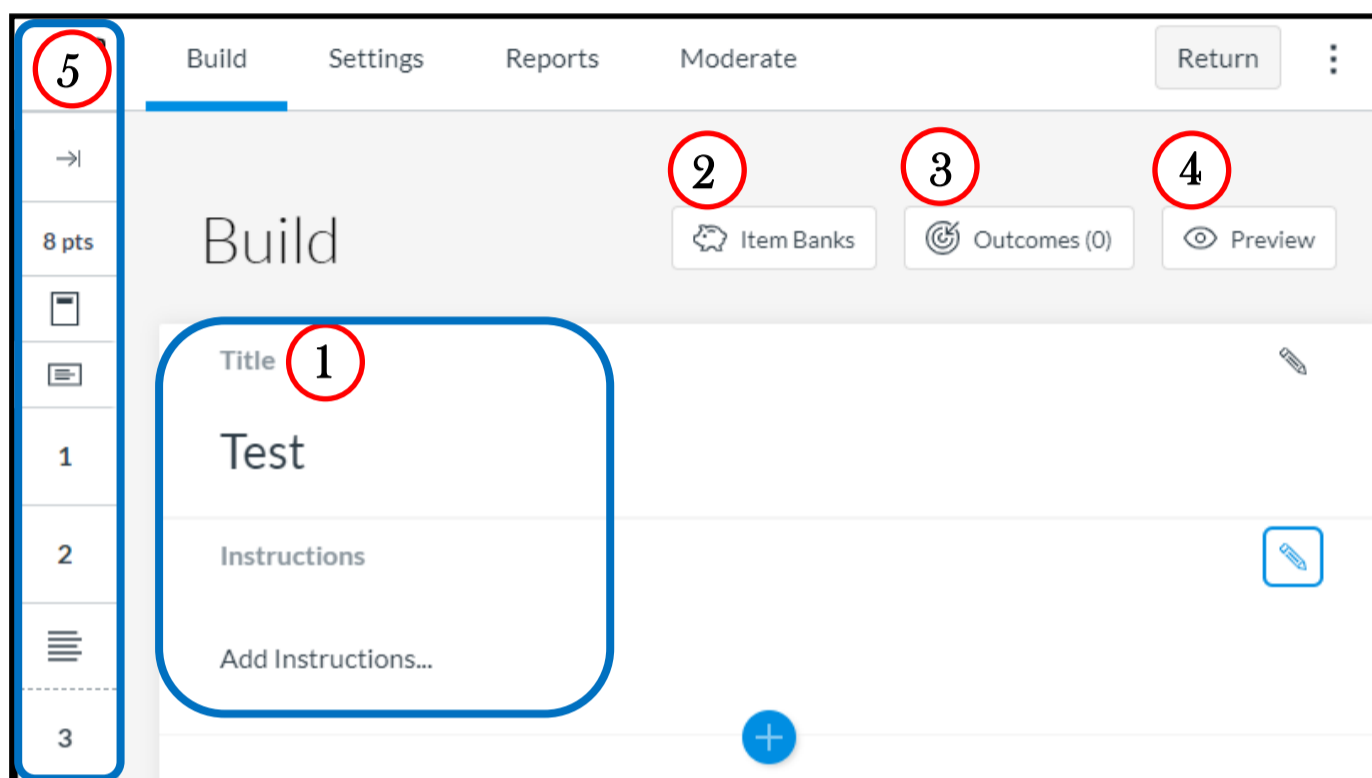 5
Build Settings Reports Moderate Return
2 3 4
8 pts
Build Item Banks Outcomes (0) Preview
Title 1
1
Test
2
Instructions
Add Instructions...
3